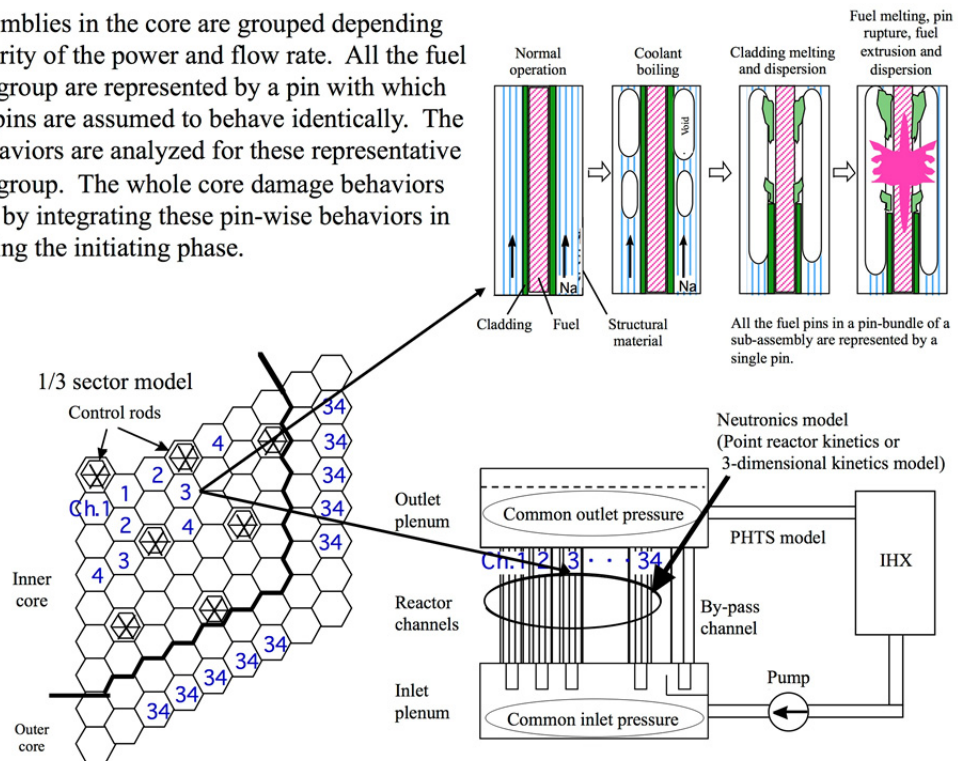 mblies in the core are grouped depending
rity of the power and flow rate. All the fuel
group are represented by a pin with which
pins are assumed to behave identically. The
aviors are analyzed for these representative
group. The whole core damage behaviors
by integrating these pin-wise behaviors in
ng the initiating phase.
Normal
operation
Coolant
boiling
Cladding melting
and dispersion
Fuel melting, pin
rupture, fuel
extrusion and
dispersion
Void
Na
Na
Cladding
Fuel
Structural
material
All the fuel pins in a pin-bundle of a
sub-assembly are represented by a
single pin.
1/3 sector model
Control rods
34
4
34
2
34
1
3
Ch.1
34
2
4
34
3
4
Inner
core
34
34
34
34
34
Outer
core
Neutronics model
(Point reactor kinetics or
3-dimensional kinetics model)
Outlet
plenum
Common outlet pressure
PHTS model
IHX
Ch.1 2 3 · · · 34
Reactor
channels
By-pass
channel
Inlet
plenum
Common inlet pressure
Pump